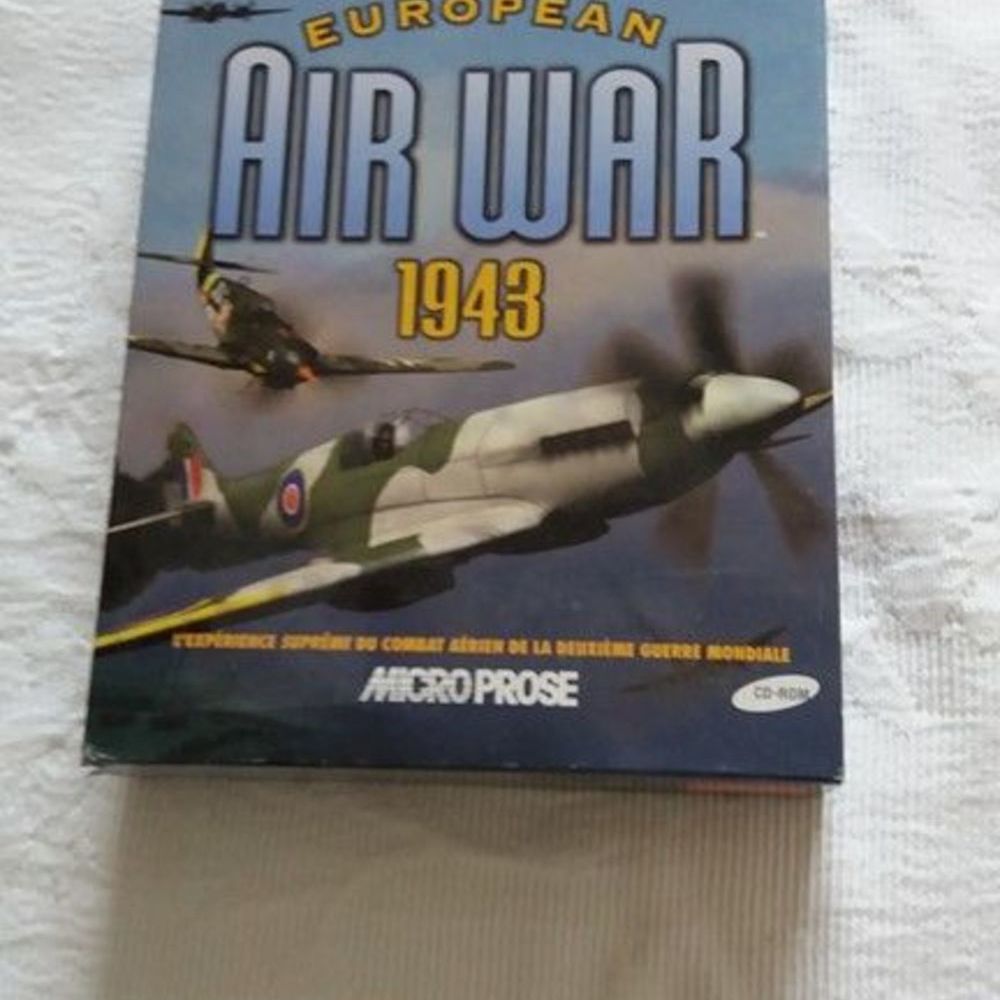 EUROPEAN
AIR WAR
1943
L'EXPÉRIENCE SUPRÊME DU COMBAT AÉRIEN DE LA DEUXIÈME GUERRE MONDIALE
MICROPROSE
CD-ROM